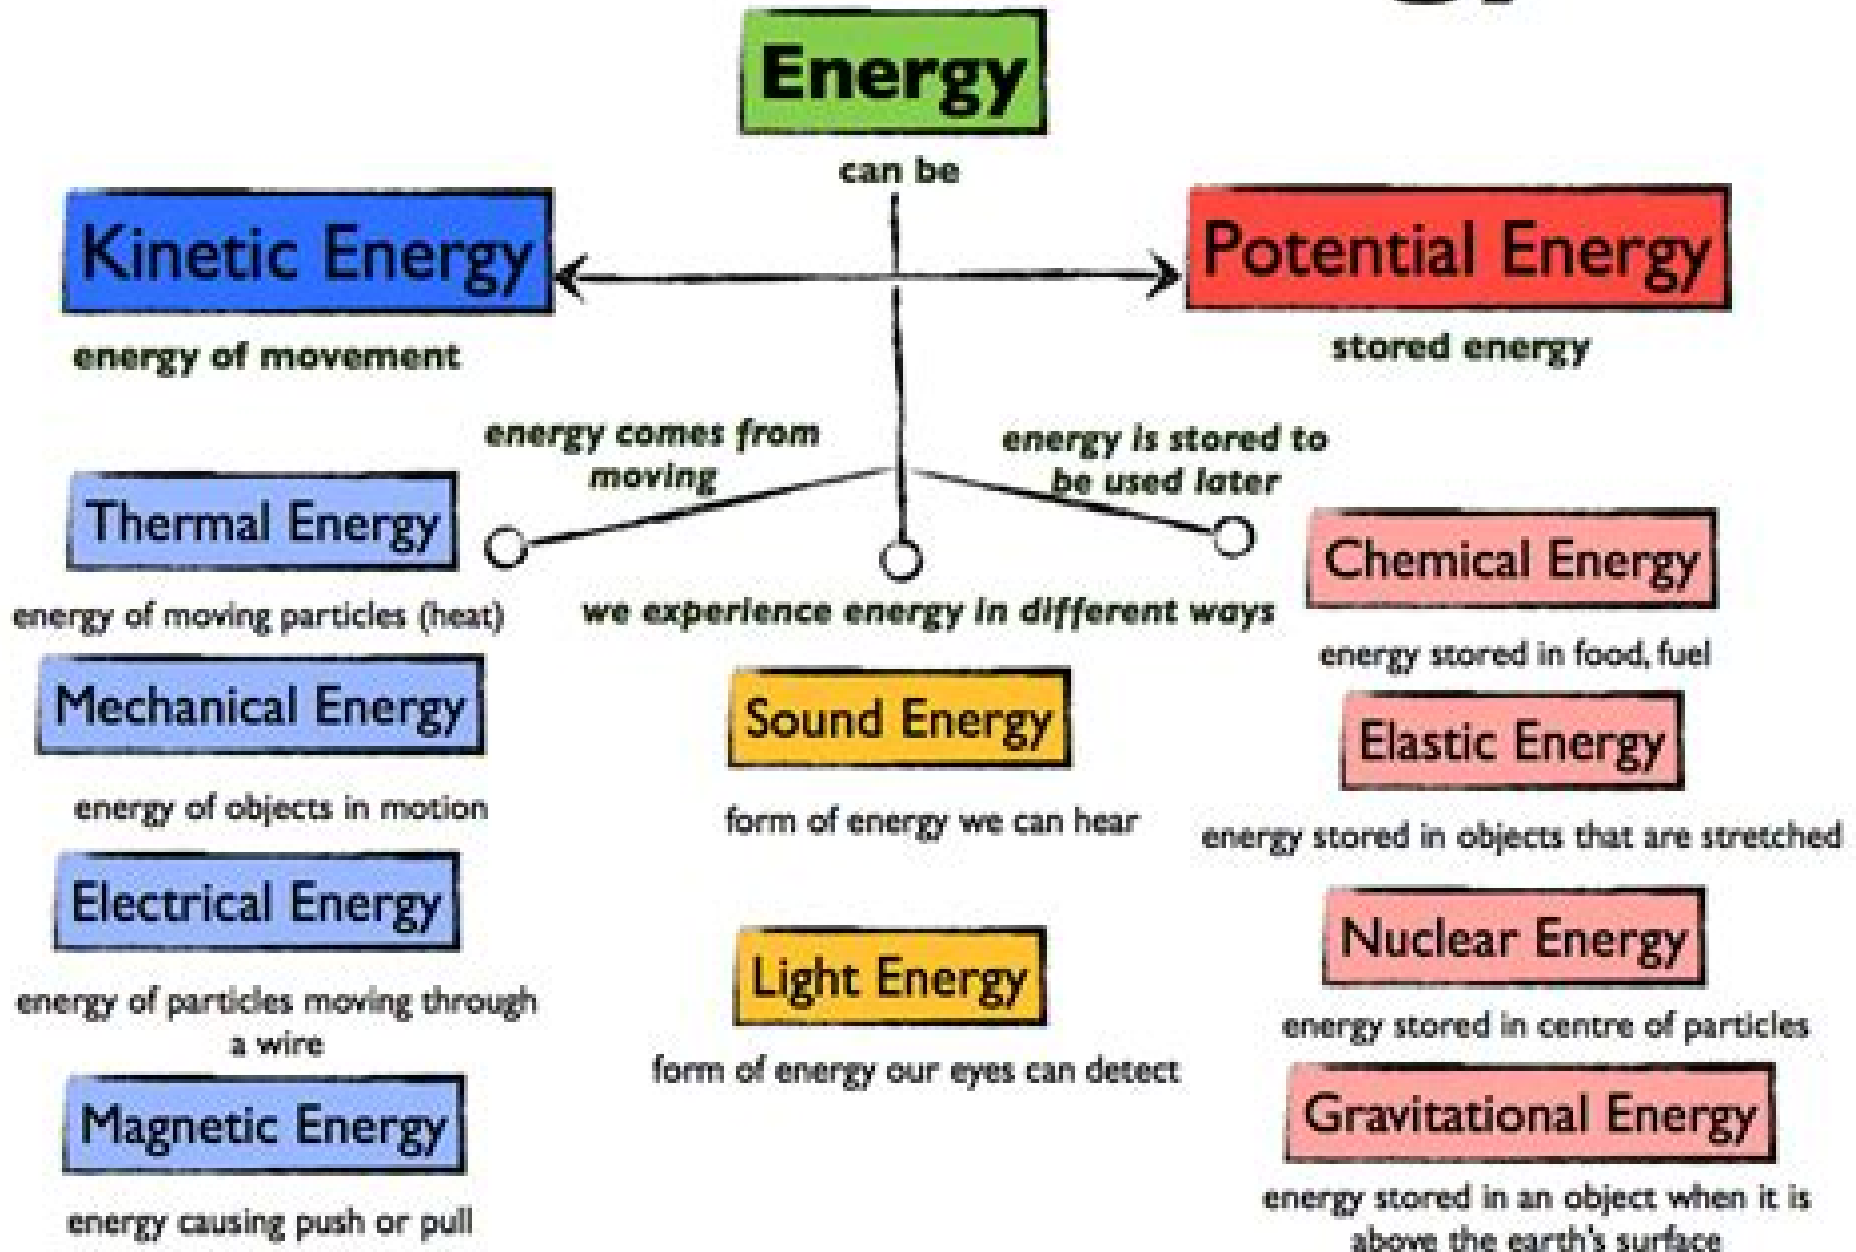 Energy
can be
Kinetic Energy
Potential Energy
energy of movement
stored energy
energy comes from
moving
energy is stored to
be used later
we experience energy in different ways
Thermal Energy
energy of moving particles (heat)
Mechanical Energy
energy of objects in motion
Electrical Energy
energy of particles moving through
a wire
Magnetic Energy
energy causing push or pull
Sound Energy
form of energy we can hear
Light Energy
form of energy our eyes can detect
Chemical Energy
energy stored in food, fuel
Elastic Energy
energy stored in objects that are stretched
Nuclear Energy
energy stored in centre of particles
Gravitational Energy
energy stored in an object when it is
above the earth's surface